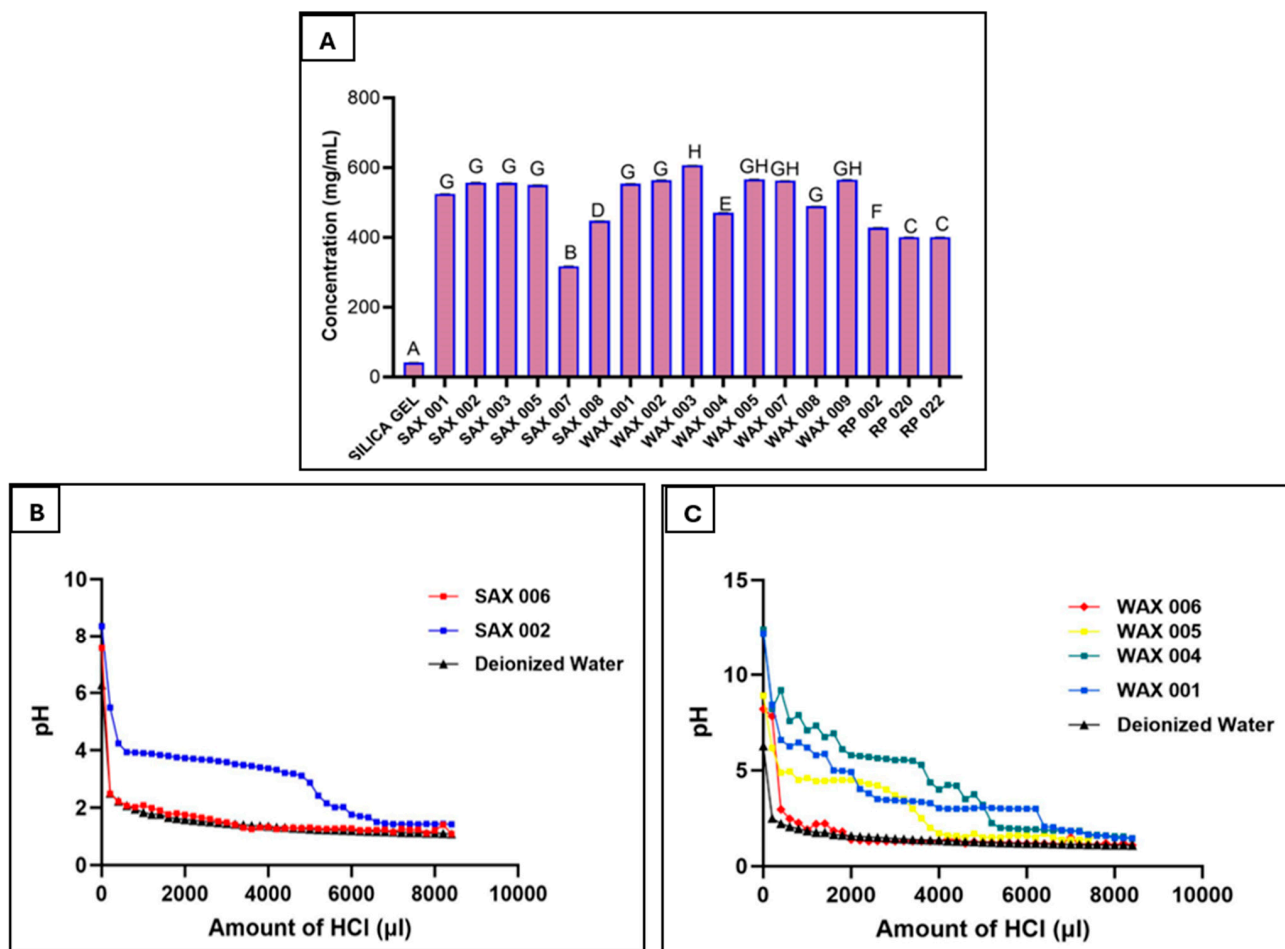 A
Concentration (mg/mL)
800
600
400
200
0
A
G
G
G
G
B
D
G
G
H
E
GH
GH
G
GH
F
C
C
SILICA GEL
SAX 001
SAX 002
SAX 003
SAX 005
SAX 007
SAX 008
WAX 001
WAX 002
WAX 003
WAX 004
WAX 005
WAX 007
WAX 008
WAX 009
RP 002
RP 020
RP 022
B
pH
10
8
6
4
2
0
SAX 006
SAX 002
Deionized Water
0 2000 4000 6000 8000 10000
Amount of HCl (µl)
C
pH
15
10
5
0
WAX 006
WAX 005
WAX 004
WAX 001
Deionized Water
0 2000 4000 6000 8000 10000
Amount of HCl (µl)